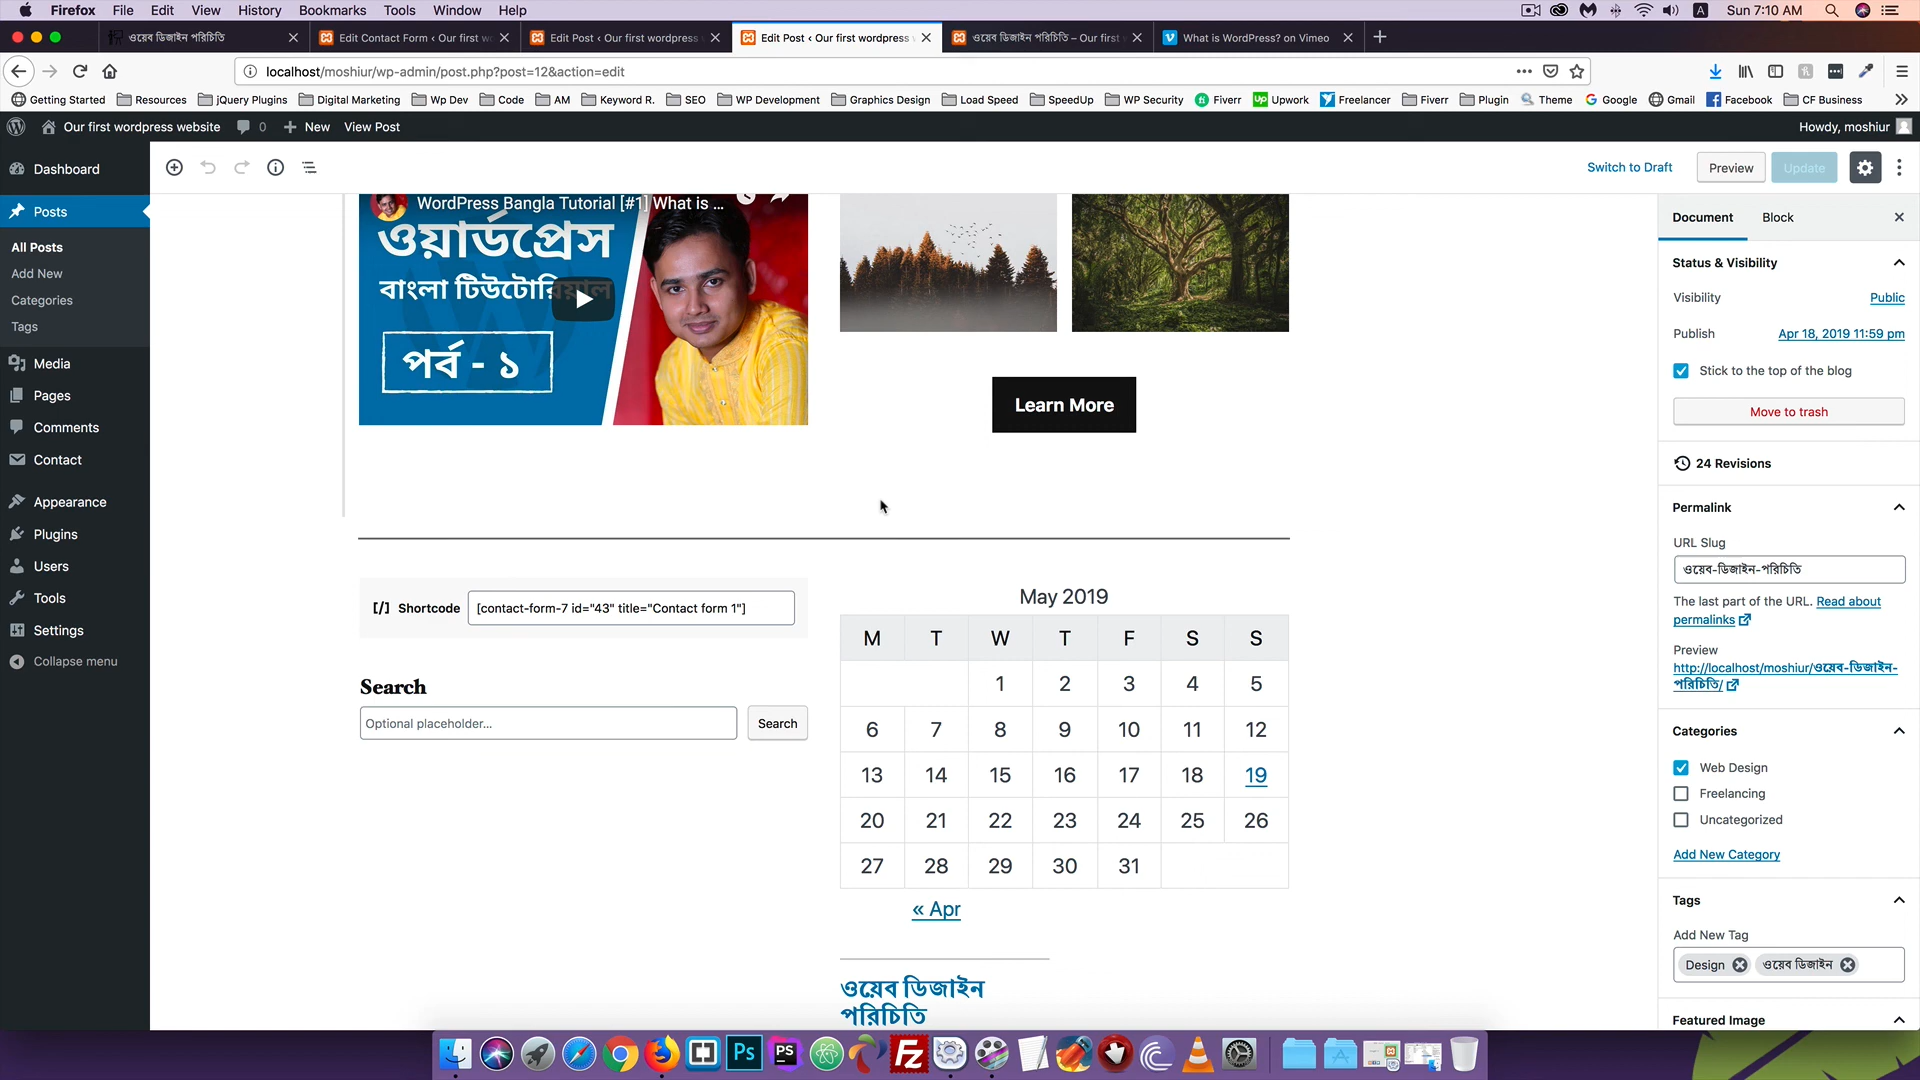 Firefox File Edit View History Bookmarks Tools Window Help
Sun 7:10 AM
ওয়েব ডিজাইন পরিচিতি
Edit Contact Form ‹ Our first wo
Edit Post ‹ Our first wordpress
Edit Post ‹ Our first wordpress
ওয়েব ডিজাইন পরিচিতি – Our first
What is WordPress? on Vimeo
localhost/moshiur/wp-admin/post.php?post=12&action=edit
Getting Started Resources jQuery Plugins Digital Marketing Wp Dev Code AM Keyword R. SEO WP Development Graphics Design Load Speed SpeedUp WP Security Fiverr Upwork Freelancer Fiverr Plugin Theme Google Gmail Facebook CF Business
Our first wordpress website 0 New View Post
Howdy, moshiur
Dashboard
Posts
All Posts
Add New
Categories
Tags
Media
Pages
Comments
Contact
Appearance
Plugins
Users
Tools
Settings
Collapse menu
Switch to Draft
Preview
Update
WordPress Bangla Tutorial [#1] What is ...
ওয়ার্ডপ্রেস
বাংলা টিউটোরিয়াল
পর্ব - ১
Learn More
[/] Shortcode
[contact-form-7 id="43" title="Contact form 1"]
Search
Optional placeholder...
Search
May 2019
M T W T F S S
1 2 3 4 5
6 7 8 9 10 11 12
13 14 15 16 17 18 19
20 21 22 23 24 25 26
27 28 29 30 31
« Apr
ওয়েব ডিজাইন
পরিচিতি
Document Block
Status & Visibility
Visibility Public
Publish Apr 18, 2019 11:59 pm
Stick to the top of the blog
Move to trash
24 Revisions
Permalink
URL Slug
ওয়েব-ডিজাইন-পরিচিতি
The last part of the URL. Read about
permalinks
Preview
http://localhost/moshiur/ওয়েব-ডিজাইন-
পরিচিতি/
Categories
Web Design
Freelancing
Uncategorized
Add New Category
Tags
Add New Tag
Design
ওয়েব ডিজাইন
Featured Image
Ps
PS
FZ